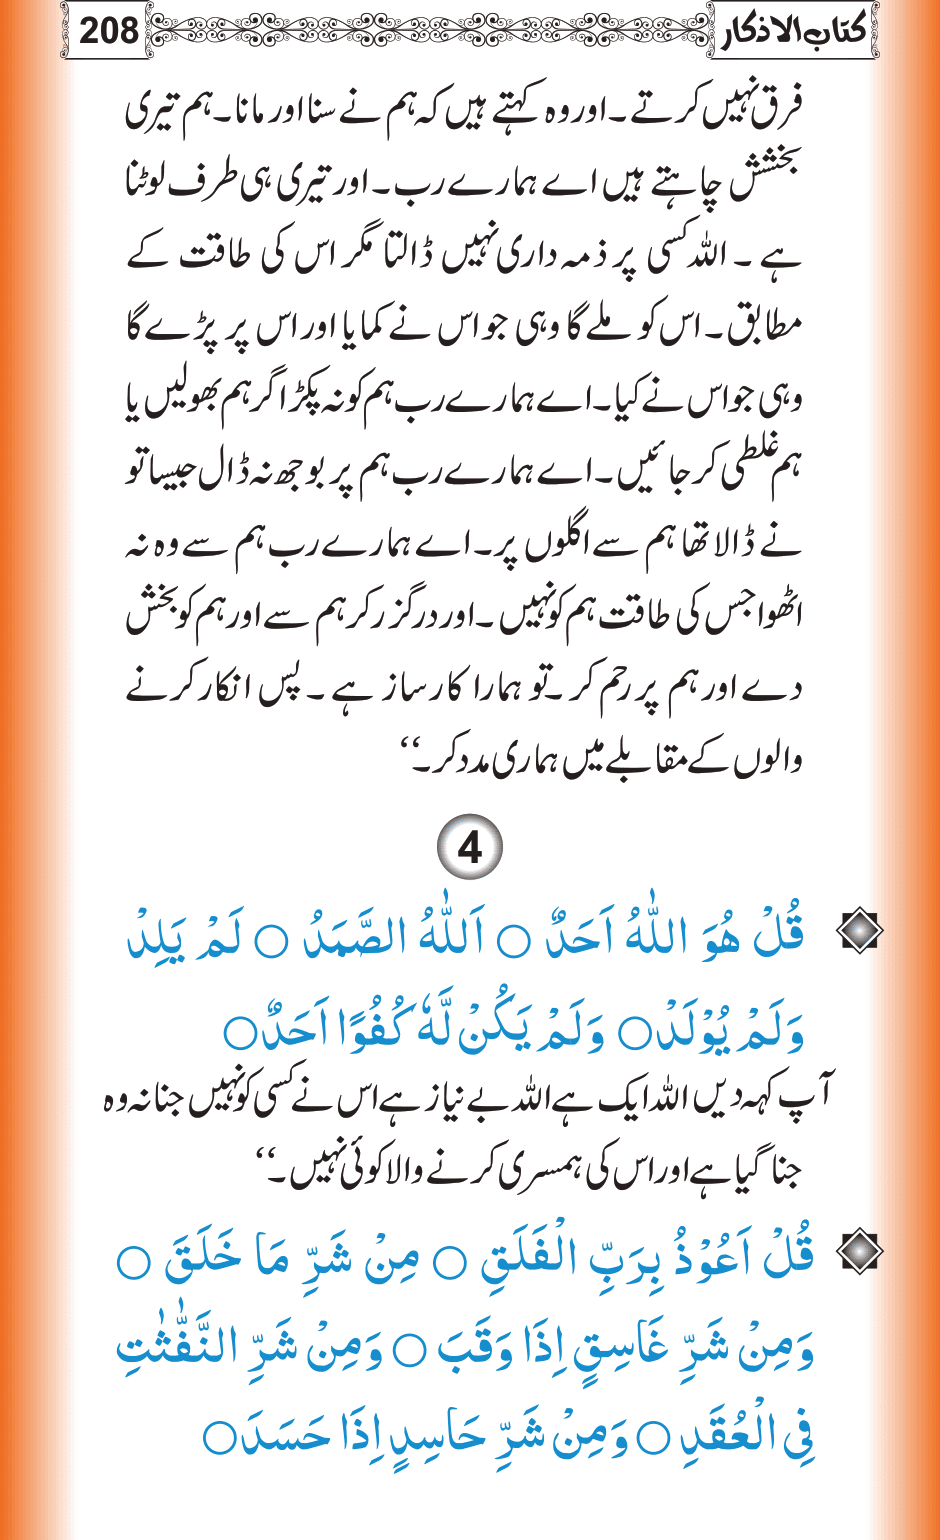 کتاب الاذکار 208
فرق نہیں کرتے۔ اور وہ کہتے ہیں کہ ہم نے سنا اور مانا۔ ہم تیری
بخشش چاہتے ہیں اے ہمارے رب۔ اور تیری ہی طرف لوٹنا
ہے ۔ اللہ کسی پر ذمہ داری نہیں ڈالتا مگر اس کی طاقت کے
مطابق۔ اس کو ملے گا وہی جو اس نے کمایا اور اس پر پڑے گا
وہی جو اس نے کیا۔ اے ہمارے رب ہم کو نہ پکڑ اگر ہم بھولیں یا
ہم غلطی کر جائیں۔ اے ہمارے رب ہم پر بوجھ نہ ڈال جیسا تو
نے ڈالا تھا ہم سے اگلوں پر۔ اے ہمارے رب ہم سے وہ نہ
اٹھوا جس کی طاقت ہم کو نہیں ۔ اور درگزر کر ہم سے اور ہم کو بخش
دے اور ہم پر رحم کر ۔ تو ہمارا کارساز ہے ۔ پس انکار کرنے
والوں کے مقابلے میں ہماری مدد کر۔‘‘
4
قُلْ هُوَ اللّٰهُ اَحَدٌ ○ اَللّٰهُ الصَّمَدُ ○ لَمْ يَلِدْ
وَلَمْ يُوْلَدْ○ وَلَمْ يَكُنْ لَّهٗ كُفُوًا اَحَدٌ○
آپ کہہ دیں اللہ ایک ہے اللہ بے نیاز ہے اس نے کسی کو نہیں جنا نہ وہ
جنا گیا ہے اور اس کی ہمسری کرنے والا کوئی نہیں۔‘‘
قُلْ اَعُوْذُ بِرَبِّ الْفَلَقِ ○ مِنْ شَرِّ مَا خَلَقَ ○
وَمِنْ شَرِّ غَاسِقٍ اِذَا وَقَبَ ○ وَمِنْ شَرِّ النَّفّٰثٰتِ
فِى الْعُقَدِ ○ وَمِنْ شَرِّ حَاسِدٍ اِذَا حَسَدَ○